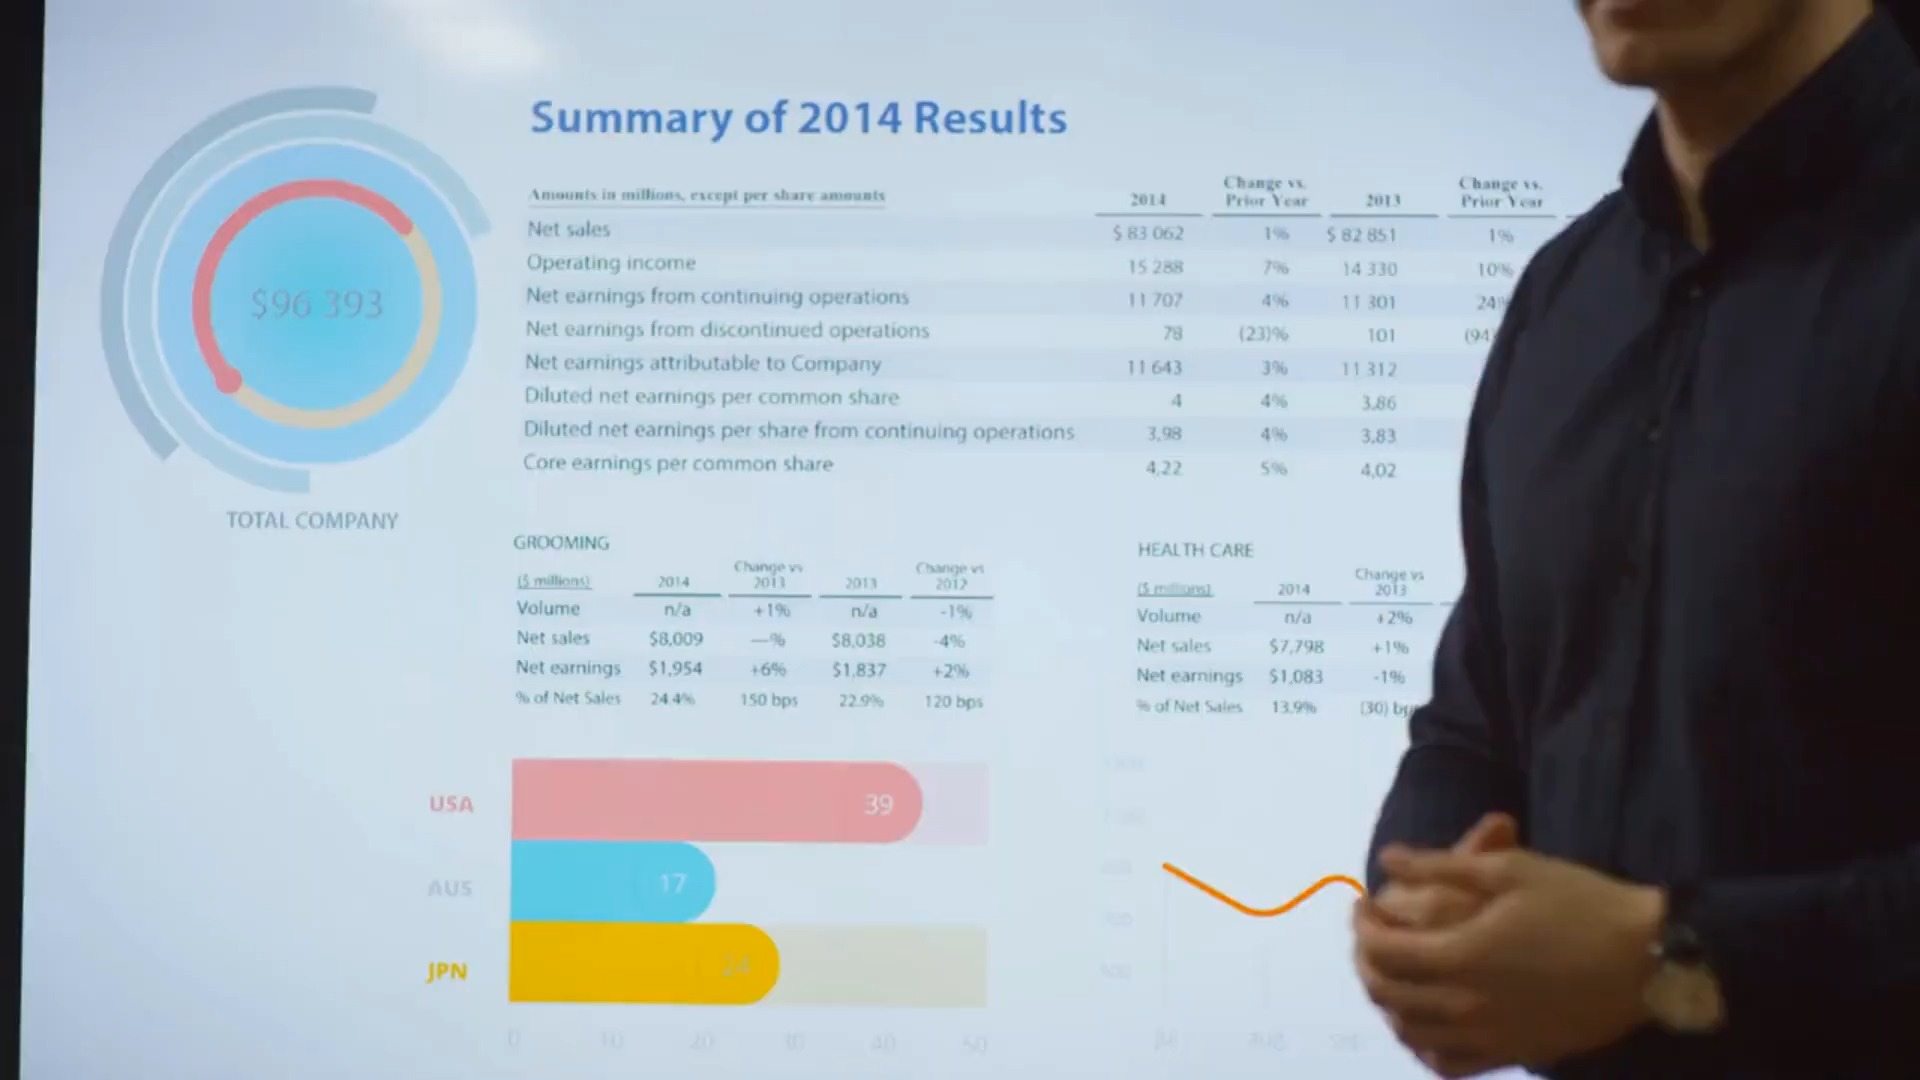 Summary of 2014 Results
$96 393
TOTAL COMPANY
Amounts in millions, except per share amounts 2014 Change vs. Prior Year 2013 Change vs. Prior Year
Net sales $ 83 062 1% $ 82 851 1%
Operating income 15 288 7% 14 330 10%
Net earnings from continuing operations 11 707 4% 11 301 24%
Net earnings from discontinued operations 78 (23)% 101 (94)
Net earnings attributable to Company 11 643 3% 11 312
Diluted net earnings per common share 4 4% 3,86
Diluted net earnings per share from continuing operations 3,98 4% 3,83
Core earnings per common share 4,22 5% 4,02
GROOMING
($ millions) 2014 Change vs 2013 2013 Change vs 2012
Volume n/a +1% n/a -1%
Net sales $8,009 —% $8,038 -4%
Net earnings $1,954 +6% $1,837 +2%
% of Net Sales 24.4% 150 bps 22.9% 120 bps
HEALTH CARE
($ millions) 2014 Change vs 2013
Volume n/a +2%
Net sales $7,798 +1%
Net earnings $1,083 -1%
% of Net Sales 13.9% (30)
USA 39
AUS 17
JPN 24
0 10 20 30 40 50